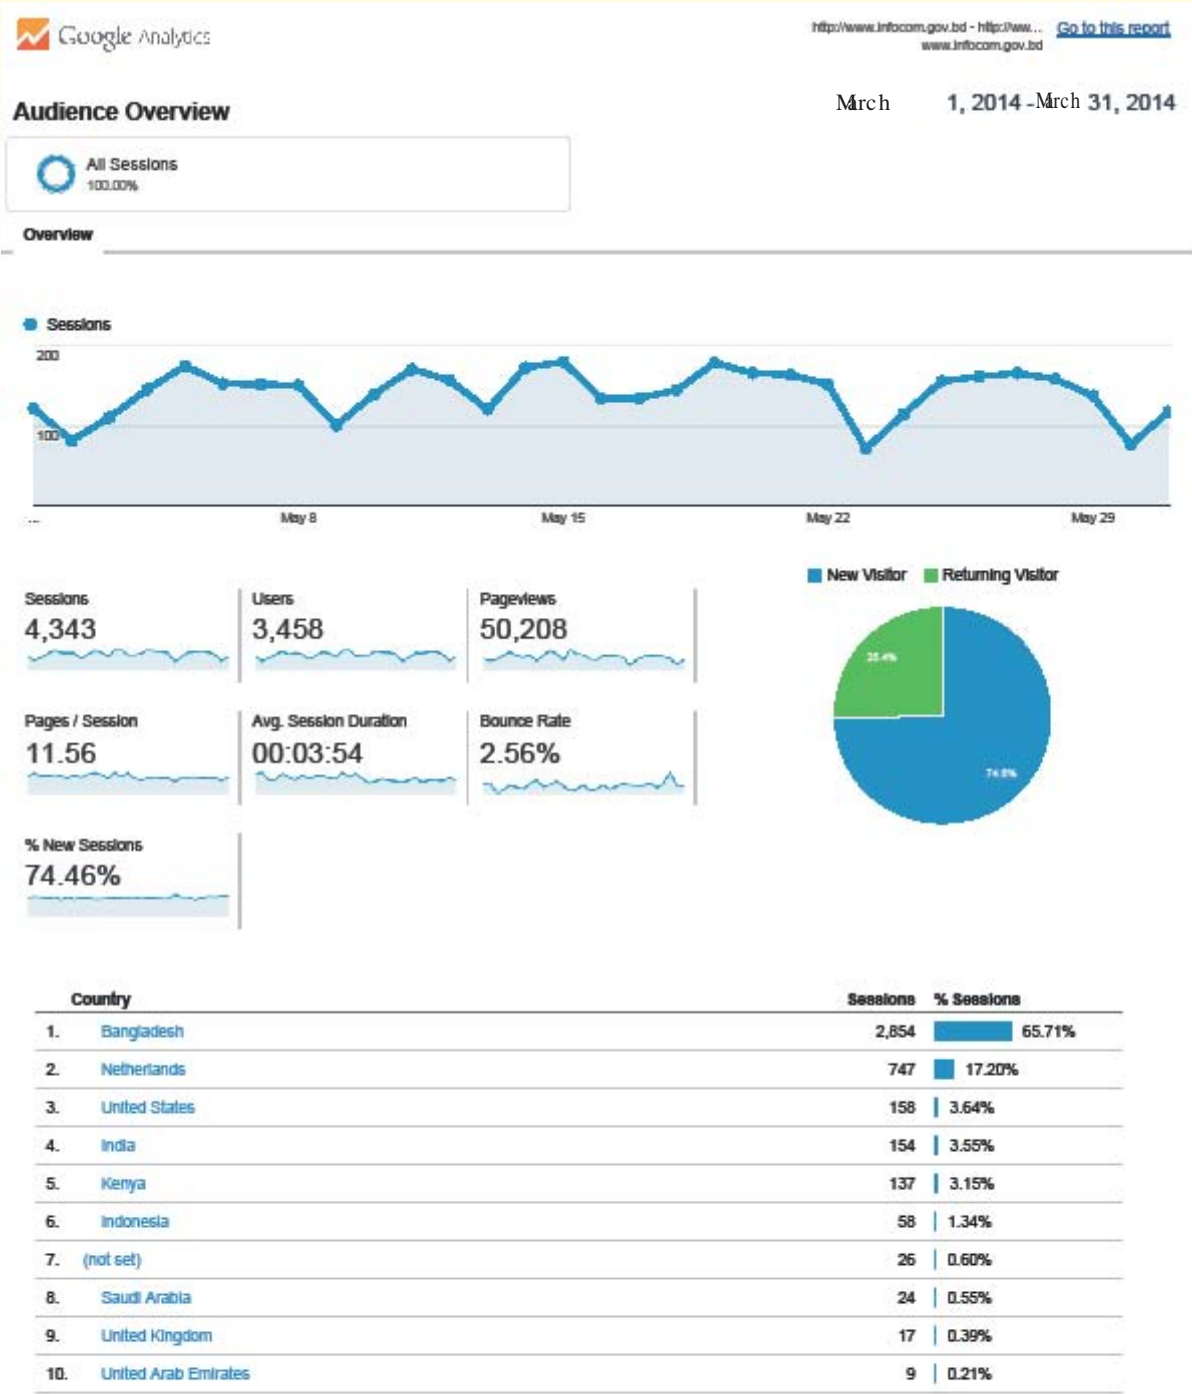 Google Analytics
http://www.infocom.gov.bd - http://ww...
www.infocom.gov.bd
Go to this report
Audience Overview
March 1, 2014 - March 31, 2014
All Sessions
100.00%
Overview
Sessions
200
100
...
May 8
May 15
May 22
May 29
New Visitor
Returning Visitor
Sessions
4,343
Users
3,458
Pageviews
50,208
Pages / Session
11.56
Avg. Session Duration
00:03:54
Bounce Rate
2.56%
% New Sessions
74.46%
Country Sessions % Sessions
1. Bangladesh 2,854 65.71%
2. Netherlands 747 17.20%
3. United States 158 3.64%
4. India 154 3.55%
5. Kenya 137 3.15%
6. Indonesia 58 1.34%
7. (not set) 26 0.60%
8. Saudi Arabia 24 0.55%
9. United Kingdom 17 0.39%
10. United Arab Emirates 9 0.21%